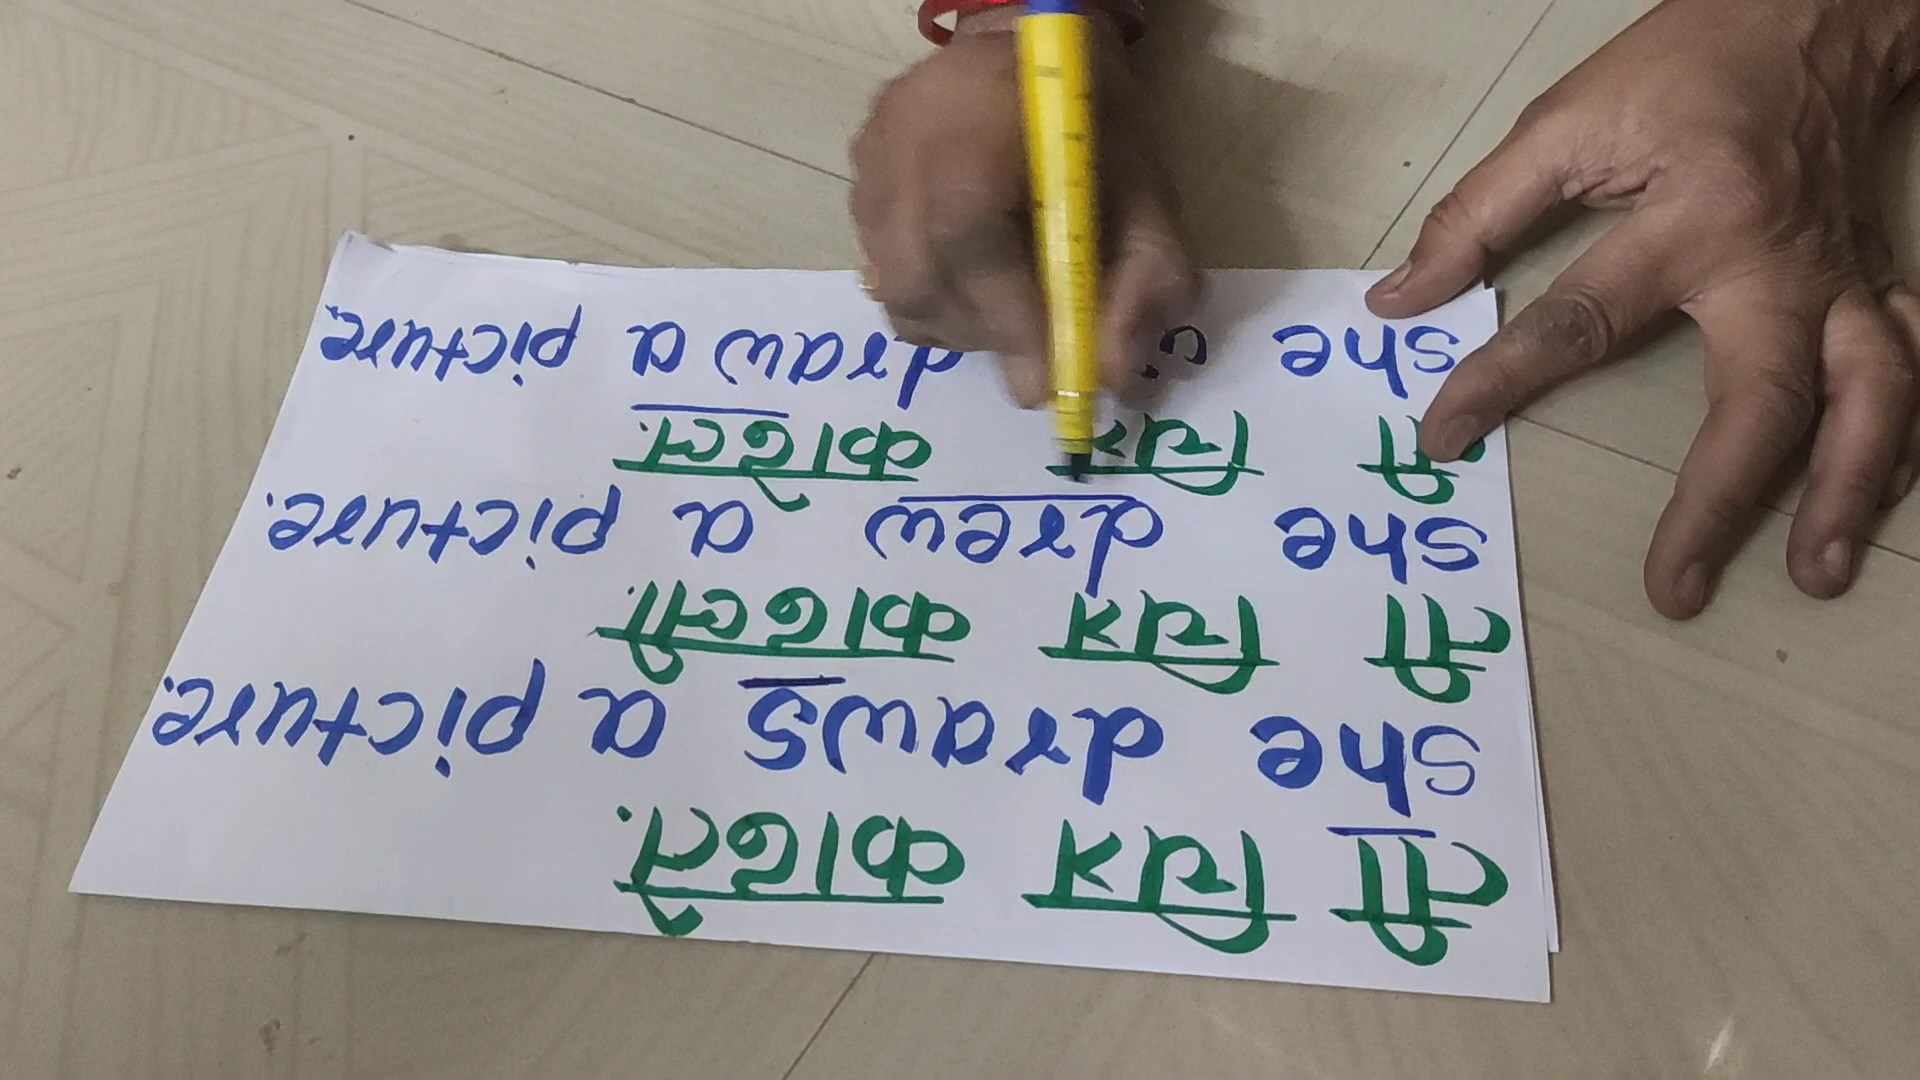 ती चित्र काढते.
she draws a picture.
ती चित्र काढली.
she drew a picture.
ती चित्र काढेल.
she draw a picture.